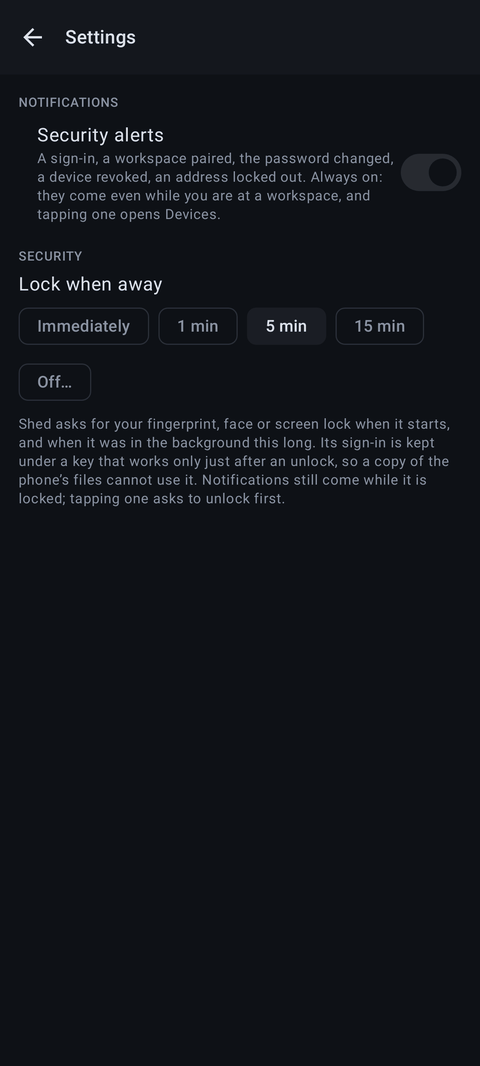 Settings
NOTIFICATIONS
Security alerts
A sign-in, a workspace paired, the password changed,
a device revoked, an address locked out. Always on:
they come even while you are at a workspace, and
tapping one opens Devices.
SECURITY
Lock when away
Immediately
1 min
5 min
15 min
Off…
Shed asks for your fingerprint, face or screen lock when it starts,
and when it was in the background this long. Its sign-in is kept
under a key that works only just after an unlock, so a copy of the
phone’s files cannot use it. Notifications still come while it is
locked; tapping one asks to unlock first.